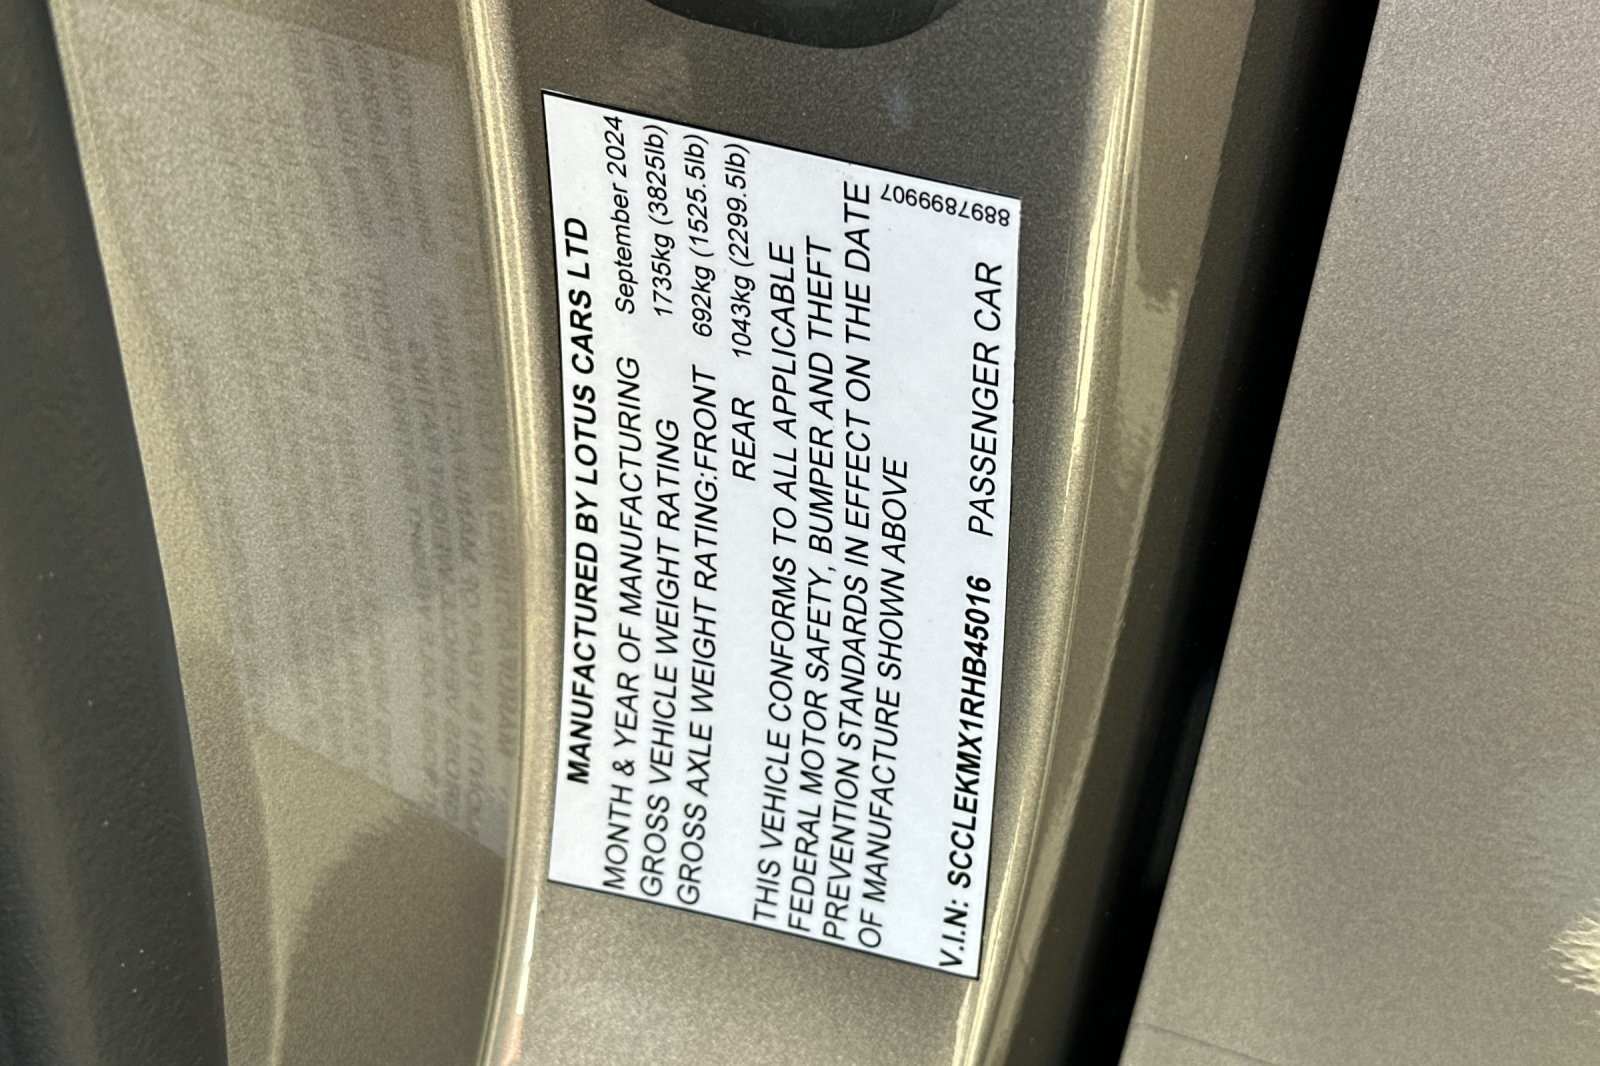 MANUFACTURED BY LOTUS CARS LTD
MONTH & YEAR OF MANUFACTURING September 2024
GROSS VEHICLE WEIGHT RATING 1735kg (3825lb)
GROSS AXLE WEIGHT RATING:FRONT 692kg (1525.5lb)
REAR 1043kg (2299.5lb)
THIS VEHICLE CONFORMS TO ALL APPLICABLE
FEDERAL MOTOR SAFETY, BUMPER AND THEFT
PREVENTION STANDARDS IN EFFECT ON THE DATE
OF MANUFACTURE SHOWN ABOVE
V.I.N: SCCLEKMX1RHB45016 PASSENGER CAR
8897899907